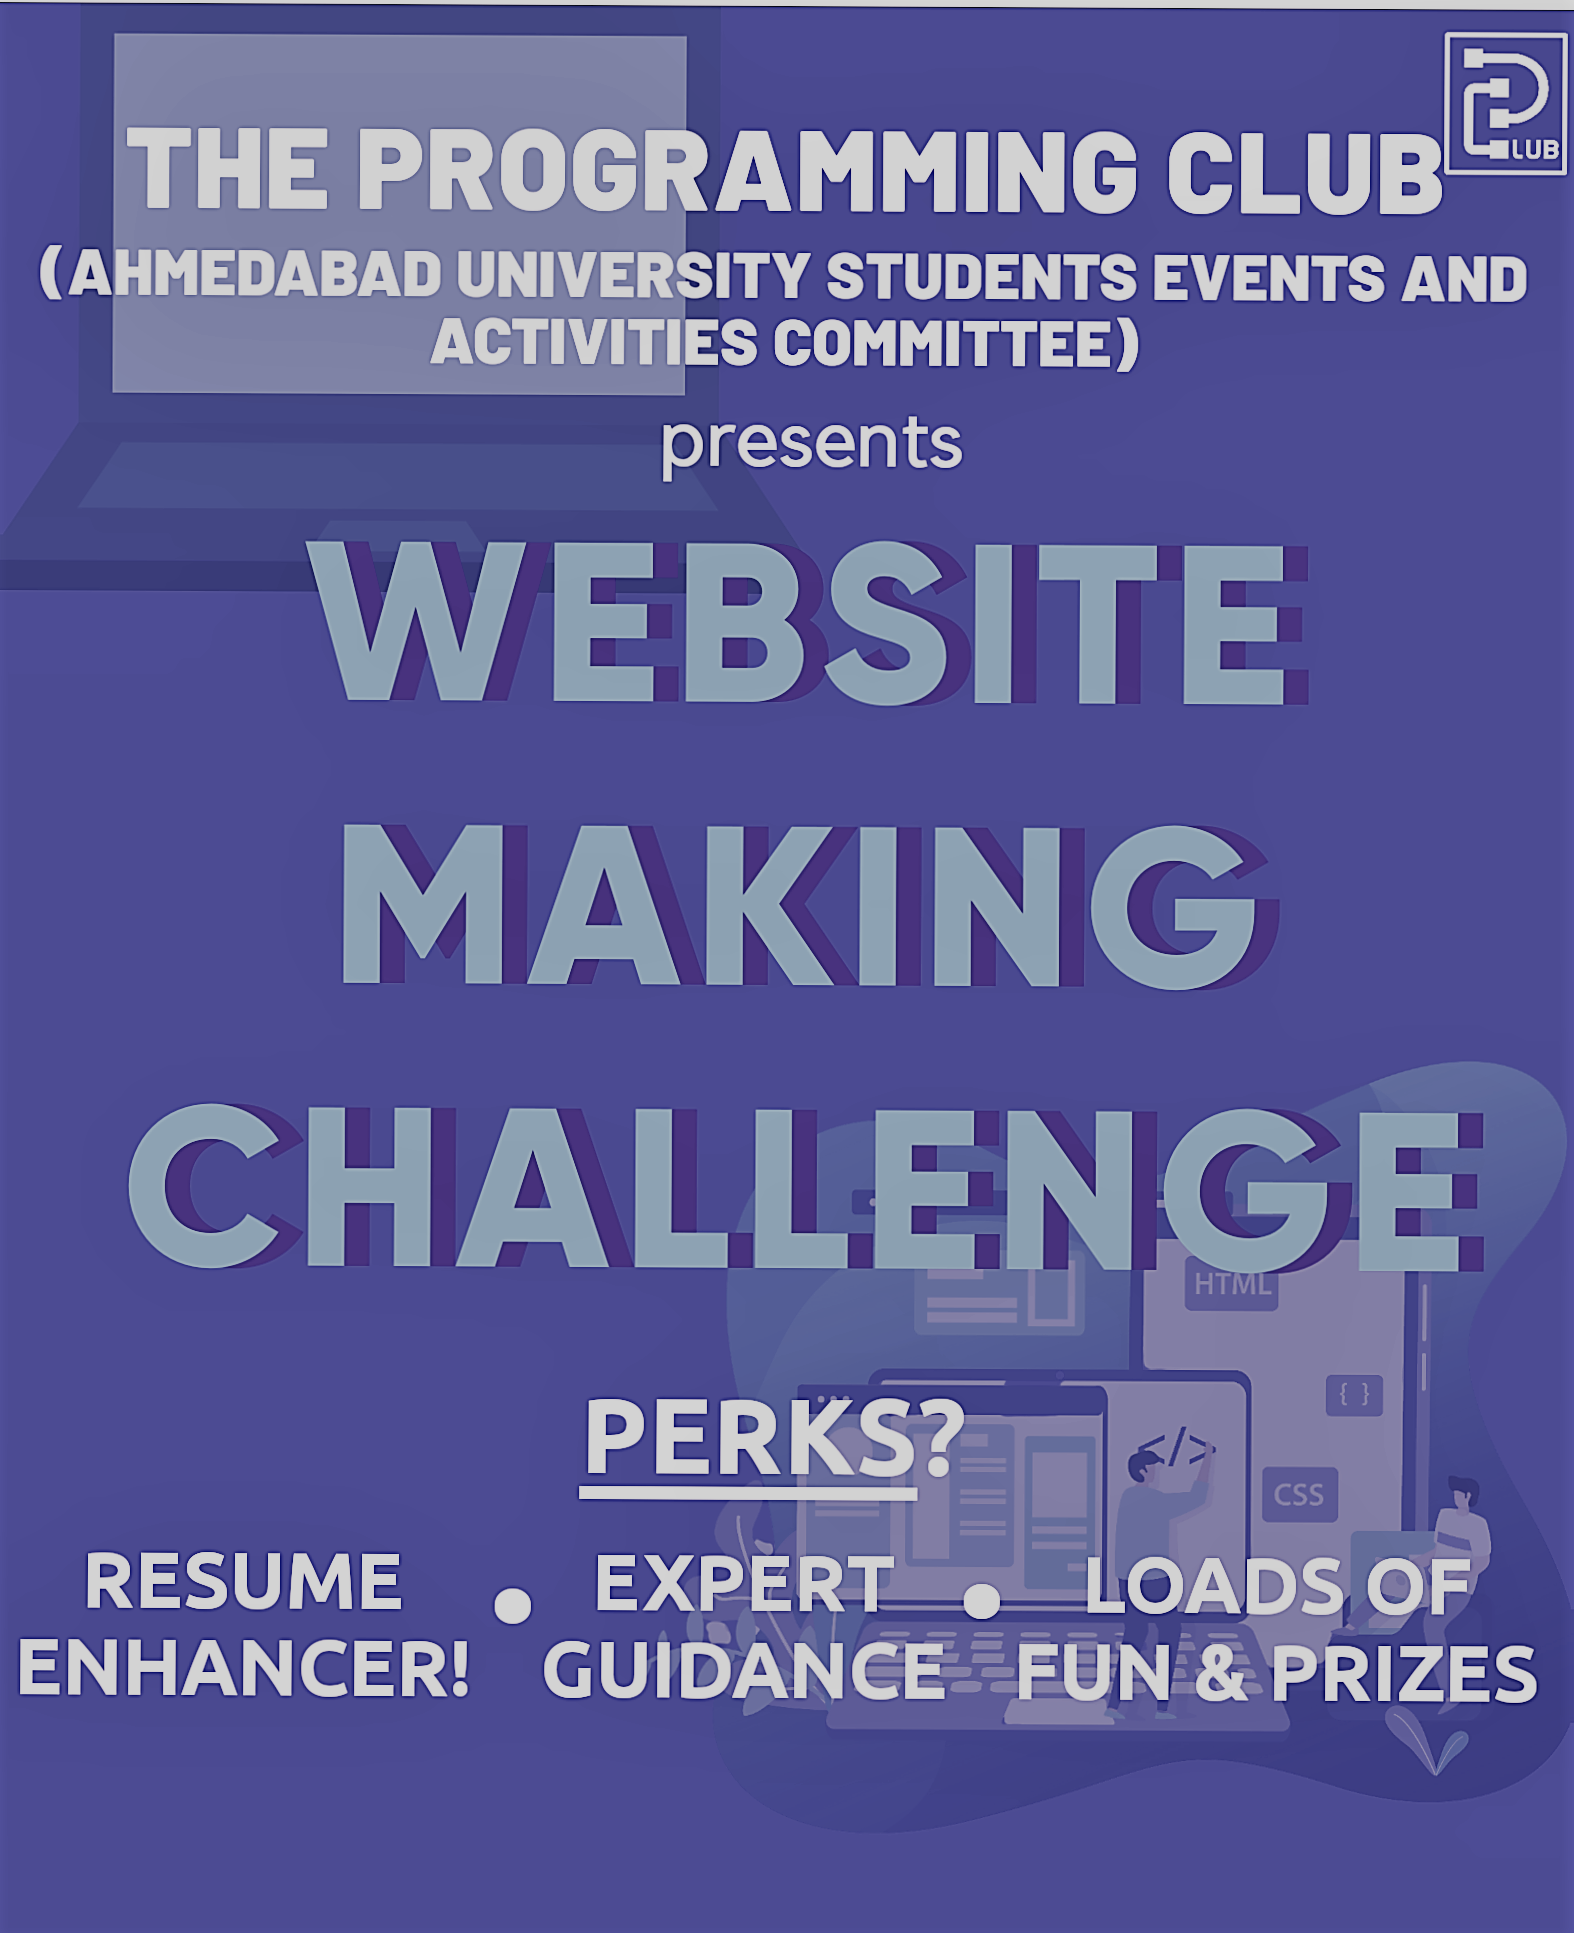 THE PROGRAMMING CLUB
LUB
(AHMEDABAD UNIVERSITY STUDENTS EVENTS AND
ACTIVITIES COMMITTEE)
presents
WEBSITE
MAKING
CHALLENGE
HTML
{ }
</>
CSS
PERKS?
RESUME
ENHANCER!
• EXPERT
GUIDANCE
• LOADS OF
FUN & PRIZES